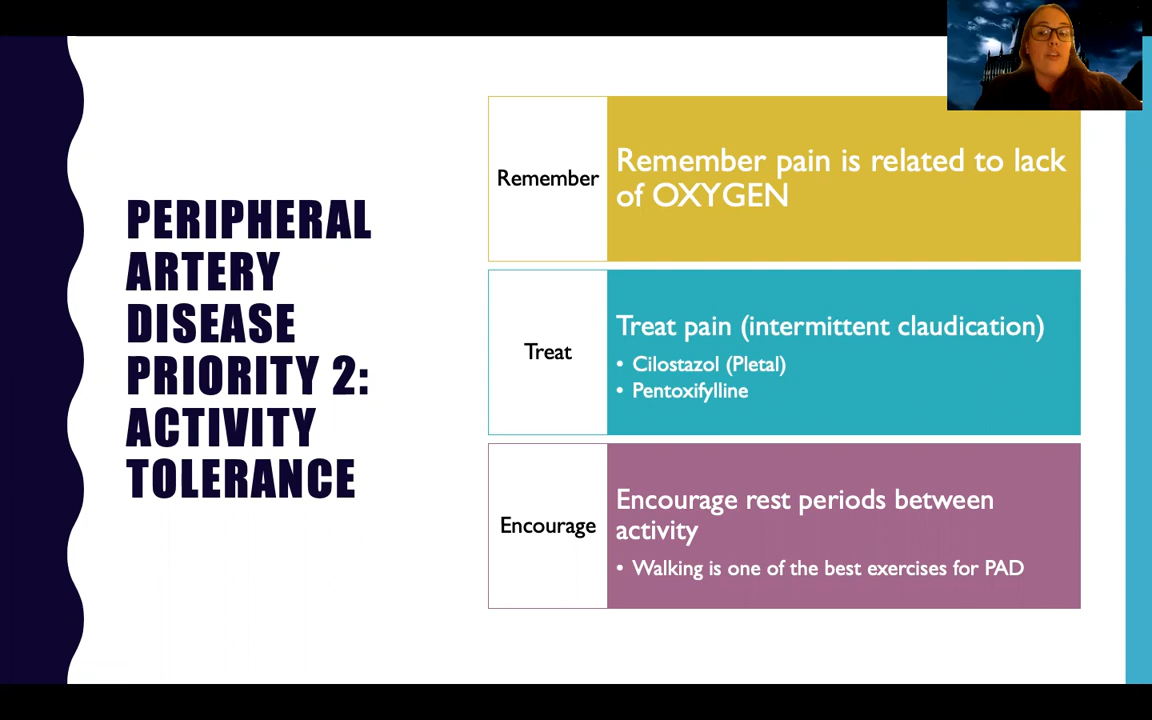 PERIPHERAL
ARTERY
DISEASE
PRIORITY 2:
ACTIVITY
TOLERANCE
Remember
Remember pain is related to lack
of OXYGEN
Treat
Treat pain (intermittent claudication)
• Cilostazol (Pletal)
• Pentoxifylline
Encourage
Encourage rest periods between
activity
• Walking is one of the best exercises for PAD